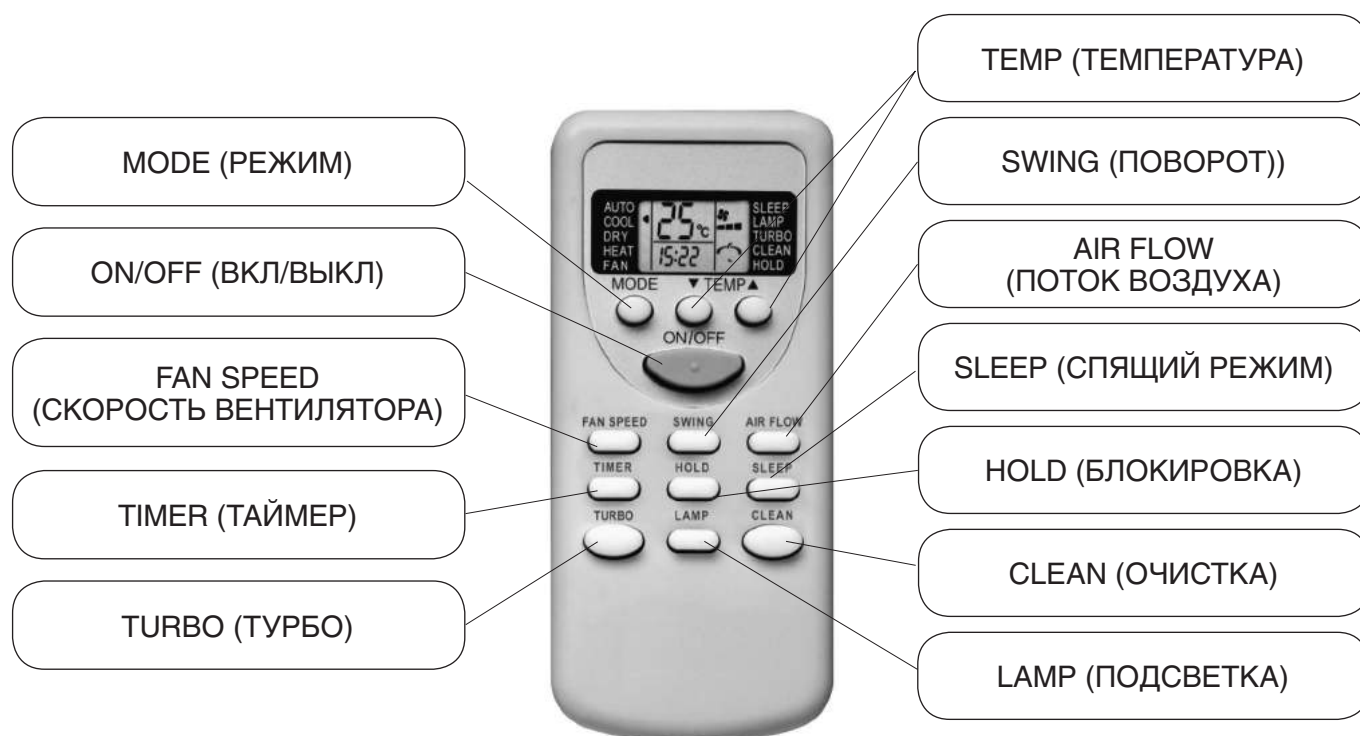 MODE (РЕЖИМ)
ON/OFF (ВКЛ/ВЫКЛ)
FAN SPEED
(СКОРОСТЬ ВЕНТИЛЯТОРА)
TIMER (ТАЙМЕР)
TURBO (ТУРБО)
AUTO
COOL
DRY
HEAT
FAN
25 °C
15:22
SLEEP
LAMP
TURBO
CLEAN
HOLD
MODE ▼ TEMP ▲
ON/OFF
FAN SPEED SWING AIR FLOW
TIMER HOLD SLEEP
TURBO LAMP CLEAN
TEMP (ТЕМПЕРАТУРА)
SWING (ПОВОРОТ))
AIR FLOW
(ПОТОК ВОЗДУХА)
SLEEP (СПЯЩИЙ РЕЖИМ)
HOLD (БЛОКИРОВКА)
CLEAN (ОЧИСТКА)
LAMP (ПОДСВЕТКА)